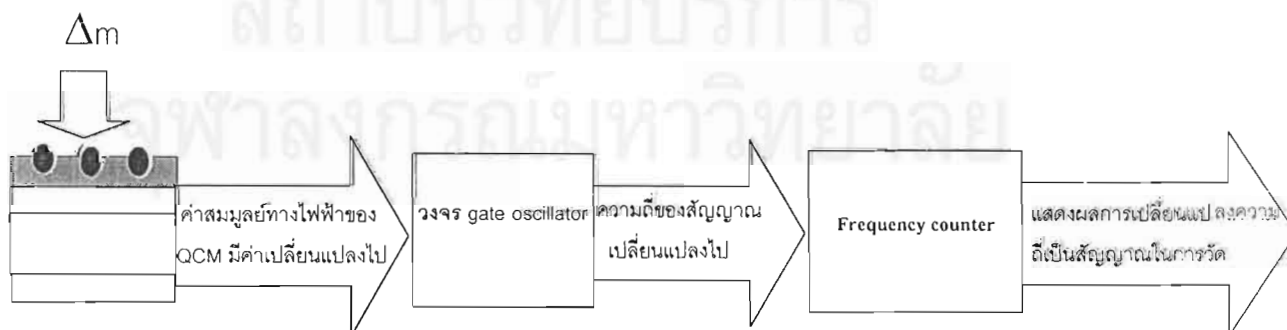 สถาบันวิทยบริการ
จุฬาลงกรณ์มหาวิทยาลัย
Δm
ค่าสมมูลย์ทางไฟฟ้าของ
QCM มีค่าเปลี่ยนแปลงไป
วงจร gate oscillator
ความถี่ของสัญญาณ
เปลี่ยนแปลงไป
Frequency counter
แสดงผลการเปลี่ยนแปลงความ
ถี่เป็นสัญญาณในการวัด